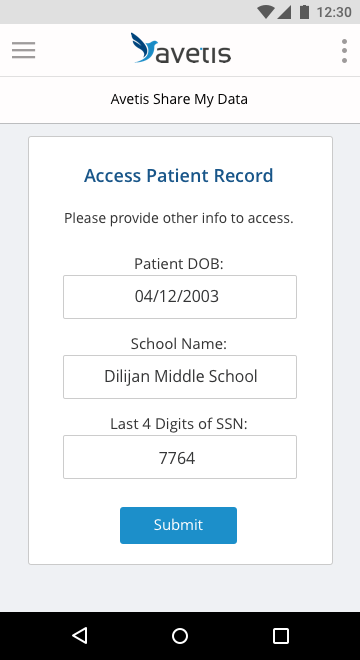 12:30
avetis
Avetis Share My Data
Access Patient Record
Please provide other info to access.
Patient DOB:
04/12/2003
School Name:
Dilijan Middle School
Last 4 Digits of SSN:
7764
Submit